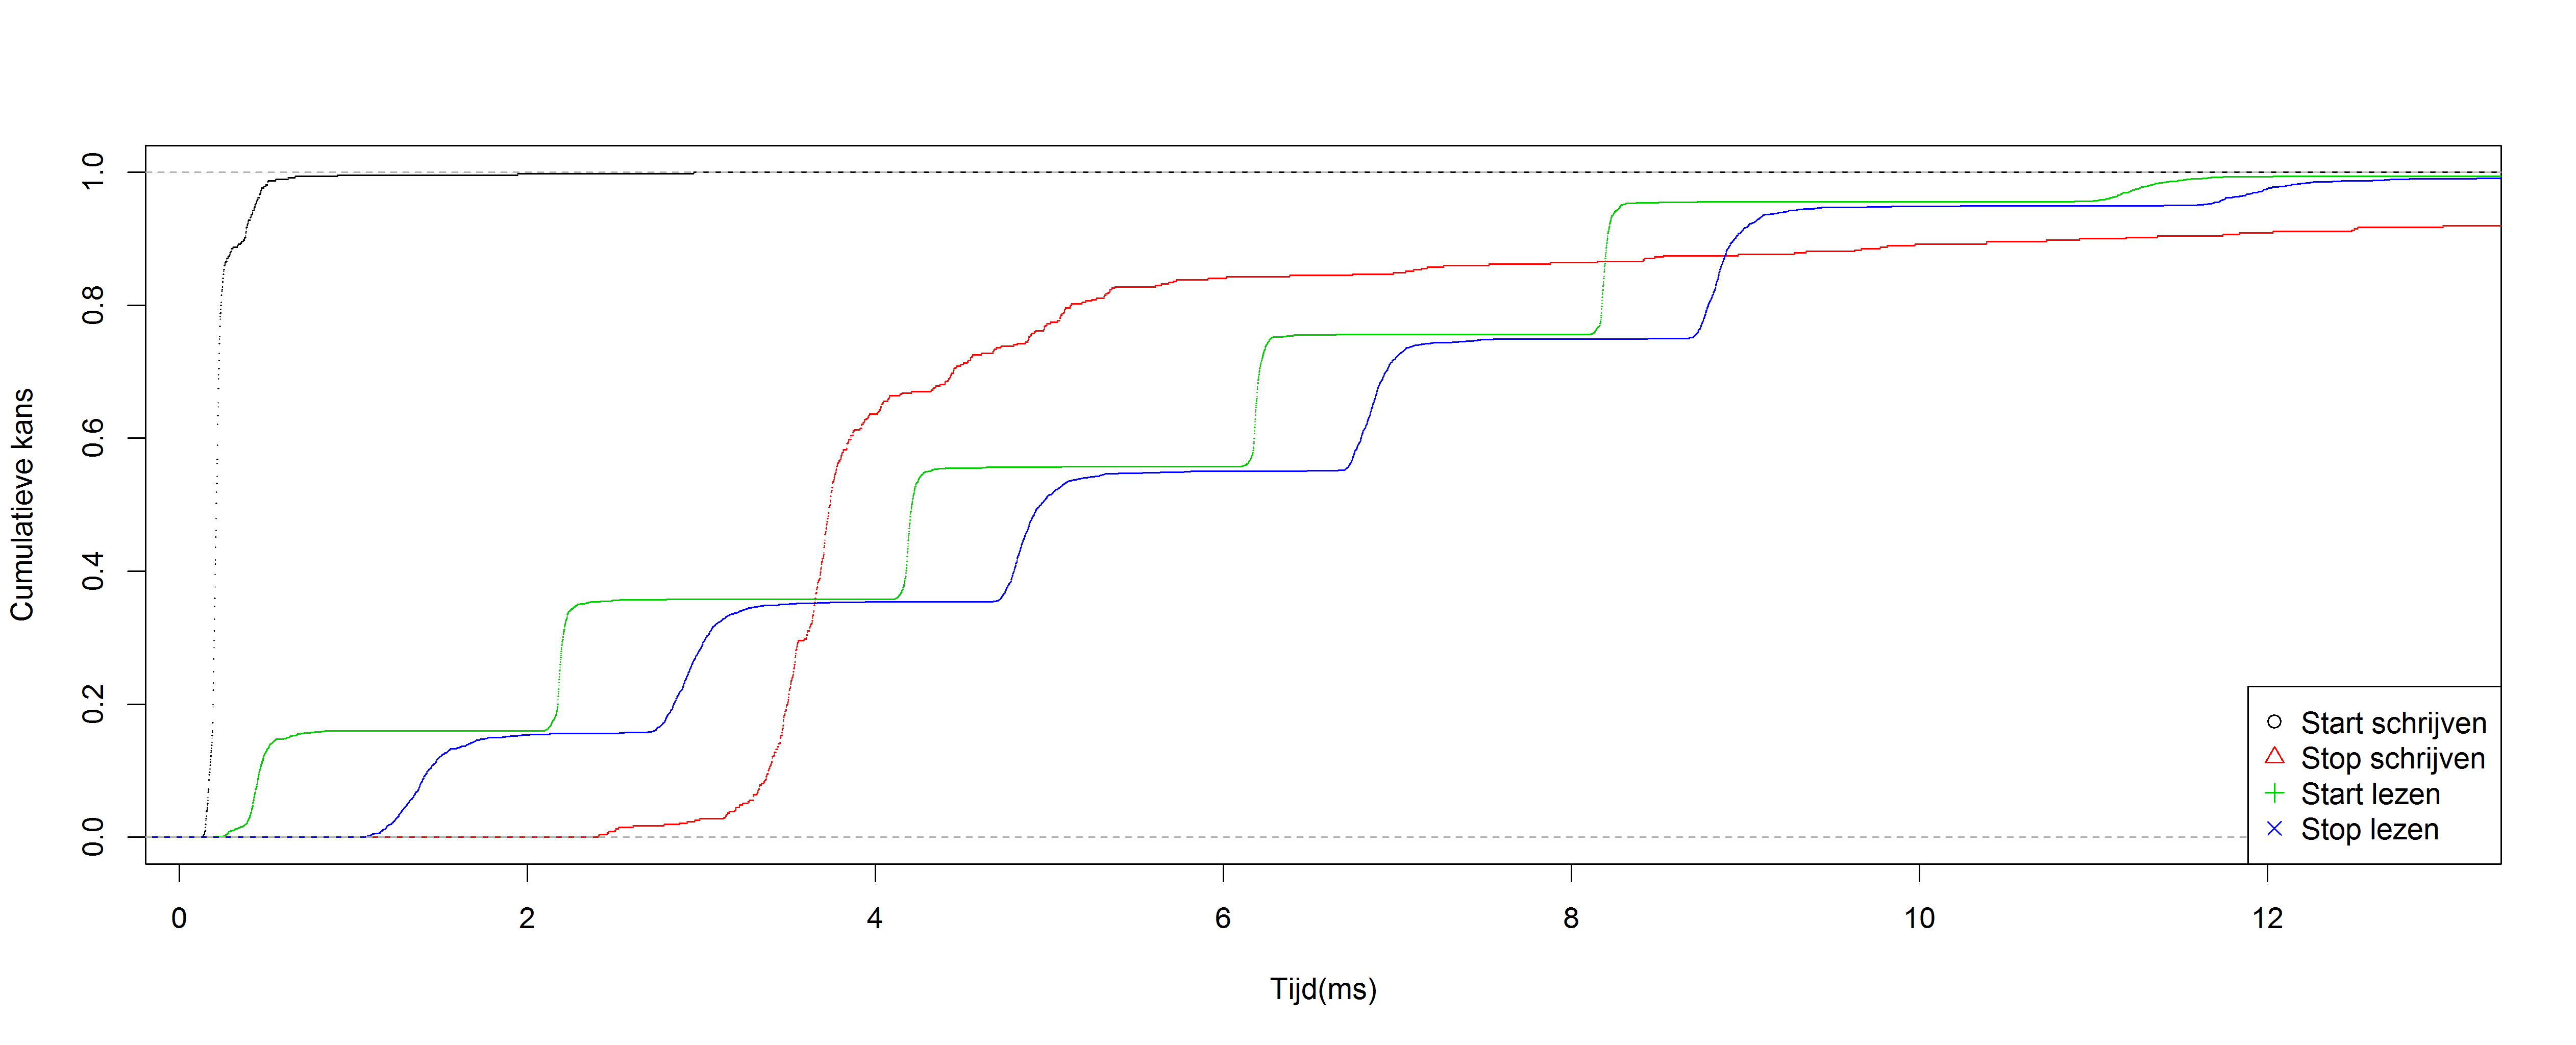 Cumulatieve kans
1.0
0.8
0.6
0.4
0.2
0.0
0 2 4 6 8 10 12
Tijd(ms)
Start schrijven
Stop schrijven
Start lezen
Stop lezen